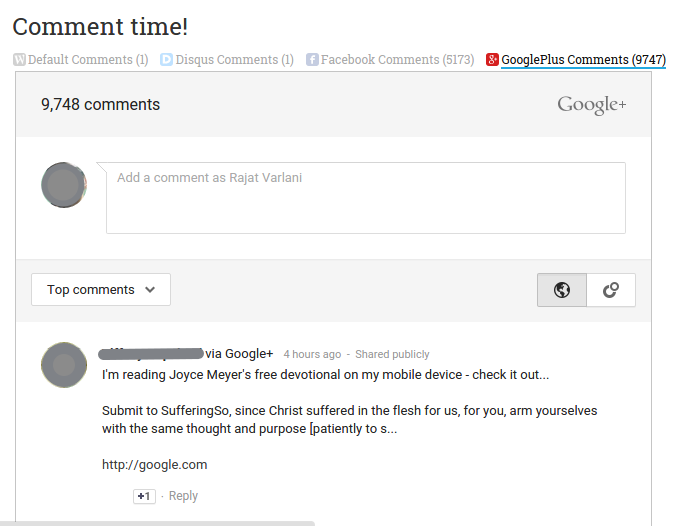 Comment time!
Default Comments (1) Disqus Comments (1) Facebook Comments (5173) GooglePlus Comments (9747)
9,748 comments Google+
Add a comment as Rajat Varlani
Top comments
via Google+ 4 hours ago - Shared publicly
I'm reading Joyce Meyer's free devotional on my mobile device - check it out...
Submit to SufferingSo, since Christ suffered in the flesh for us, for you, arm yourselves
with the same thought and purpose [patiently to s...
http://google.com
+1 · Reply